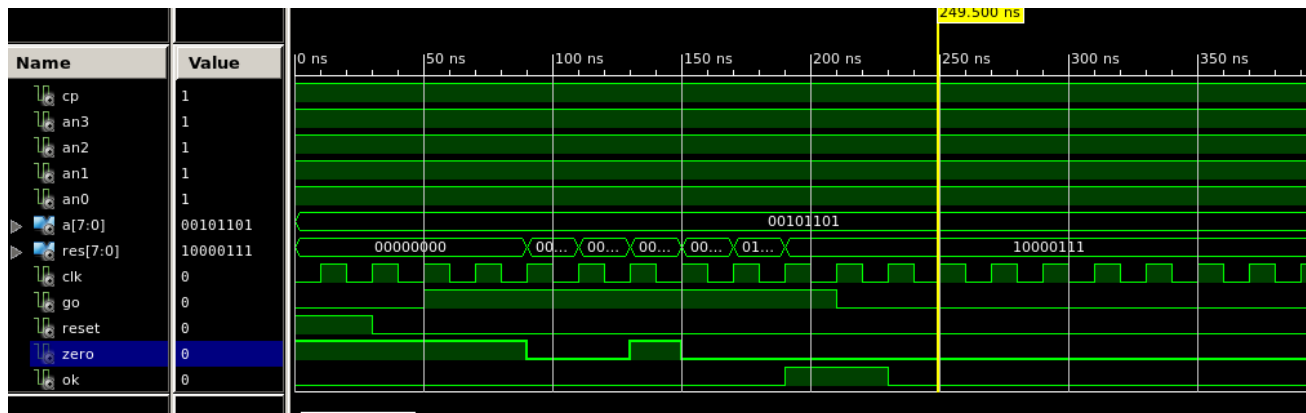 249.500 ns
Name Value 0 ns 50 ns 100 ns 150 ns 200 ns 250 ns 300 ns 350 ns
cp 1
an3 1
an2 1
an1 1
an0 1
a[7:0] 00101101 00101101
res[7:0] 10000111 00000000 00... 00... 00... 00... 01... 10000111
clk 0
go 0
reset 0
zero 0
ok 0